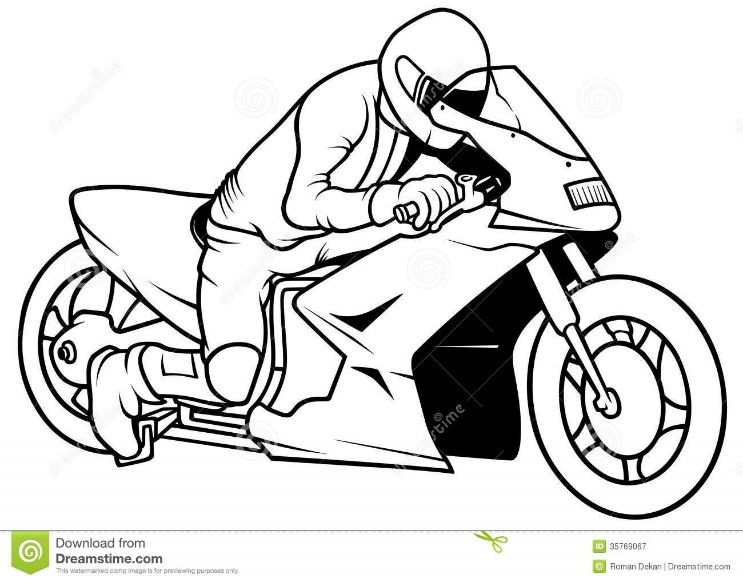 Download from
Dreamstime.com
This watermarked comp image is for previewing purposes only.
35769067
Roman Dekan | Dreamstime.com